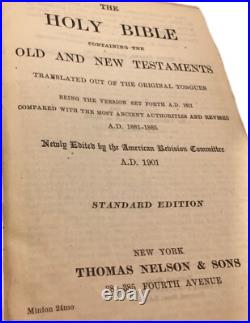 THE
HOLY BIBLE
CONTAINING THE
OLD AND NEW TESTAMENTS
TRANSLATED OUT OF THE ORIGINAL TONGUES
BEING THE VERSION SET FORTH A.D. 1611
COMPARED WITH THE MOST ANCIENT AUTHORITIES AND REVISED
A.D. 1881-1885
Newly Edited by the American Revision Committee
A.D. 1901
STANDARD EDITION
NEW YORK
THOMAS NELSON & SONS
FOURTH AVENUE
Minion 24mo